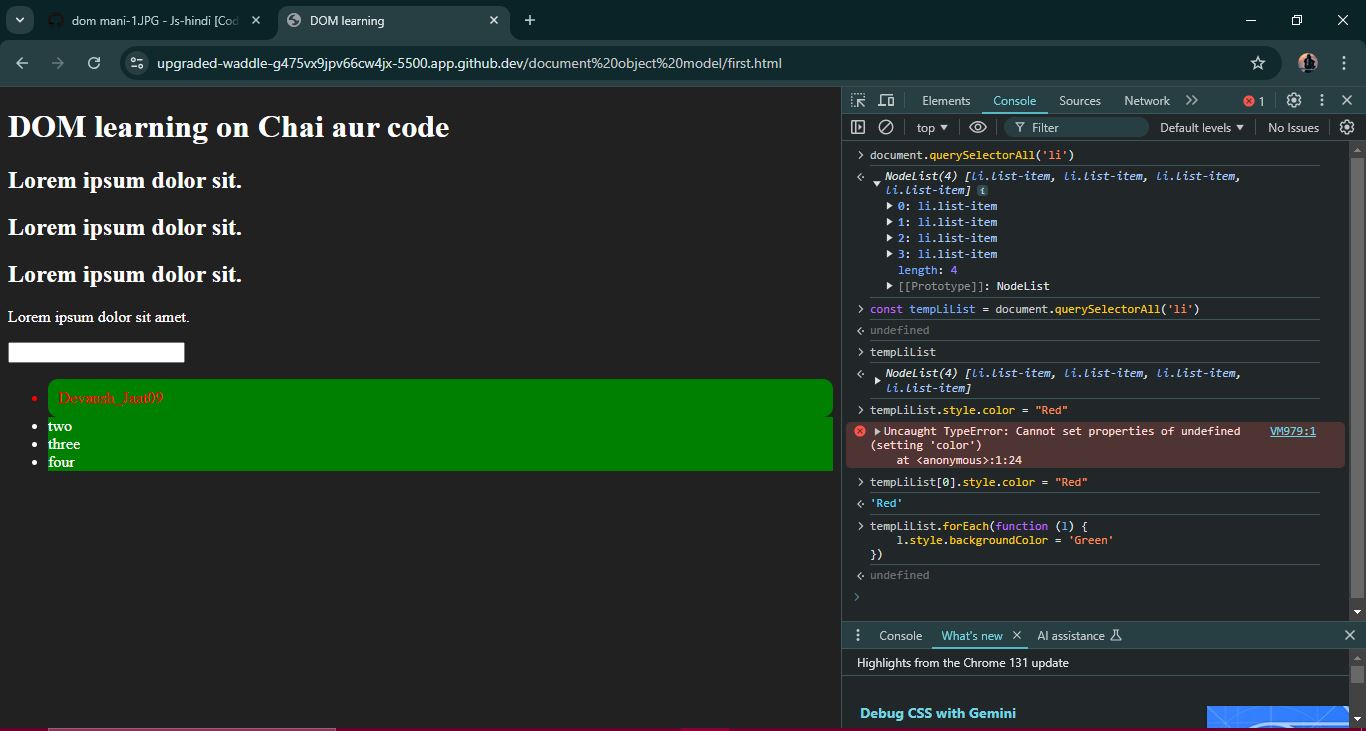 dom mani-1.JPG - Js-hindi [Cod
DOM learning
upgraded-waddle-g475vx9jpv66cw4jx-5500.app.github.dev/document%20object%20model/first.html
DOM learning on Chai aur code
Lorem ipsum dolor sit.
Lorem ipsum dolor sit.
Lorem ipsum dolor sit.
Lorem ipsum dolor sit amet.
Devansh_Jaat09
two
three
four
Elements Console Sources Network 1
top Filter Default levels No Issues
document.querySelectorAll('li')
NodeList(4) [li.list-item, li.list-item, li.list-item,
li.list-item] i
0: li.list-item
1: li.list-item
2: li.list-item
3: li.list-item
length: 4
[[Prototype]]: NodeList
const tempLiList = document.querySelectorAll('li')
undefined
tempLiList
NodeList(4) [li.list-item, li.list-item, li.list-item,
li.list-item]
tempLiList.style.color = "Red"
Uncaught TypeError: Cannot set properties of undefined VM979:1
(setting 'color')
at <anonymous>:1:24
tempLiList[0].style.color = "Red"
'Red'
tempLiList.forEach(function (l) {
l.style.backgroundColor = 'Green'
})
undefined
Console What's new AI assistance
Highlights from the Chrome 131 update
Debug CSS with Gemini